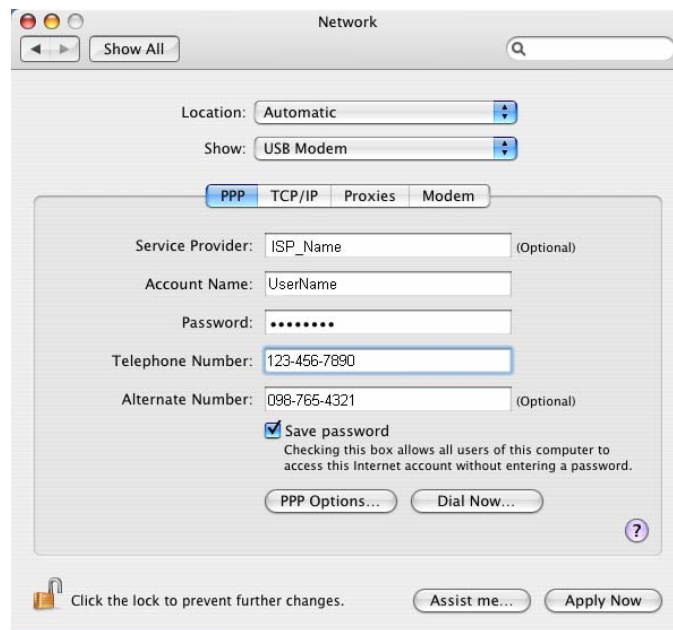 Network
Show All
Location: Automatic
Show: USB Modem
PPP TCP/IP Proxies Modem
Service Provider: ISP_Name (Optional)
Account Name: UserName
Password: ••••••••
Telephone Number: 123-456-7890
Alternate Number: 098-765-4321 (Optional)
Save password
Checking this box allows all users of this computer to
access this Internet account without entering a password.
PPP Options... Dial Now...
?
Click the lock to prevent further changes. Assist me... Apply Now